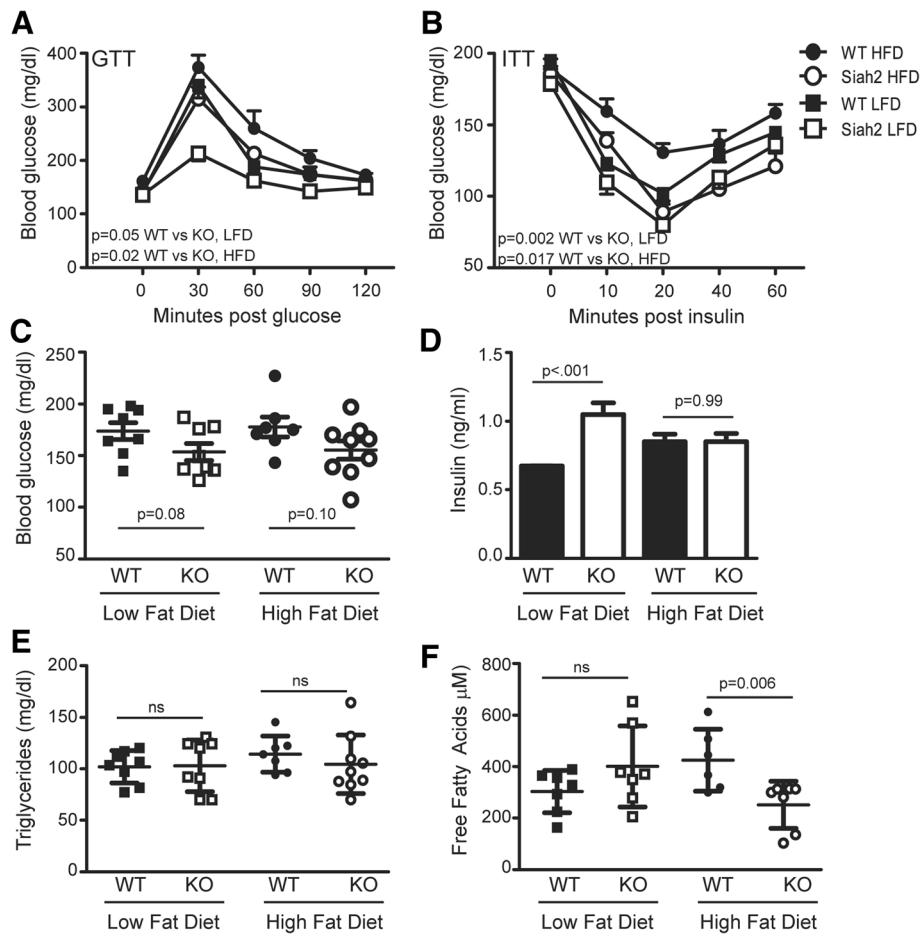 A
GTT
Blood glucose (mg/dl)
400
300
200
100
0
p=0.05 WT vs KO, LFD
p=0.02 WT vs KO, HFD
0 30 60 90 120
Minutes post glucose
B
ITT
Blood glucose (mg/dl)
200
150
100
50
p=0.002 WT vs KO, LFD
p=0.017 WT vs KO, HFD
0 10 20 40 60
Minutes post insulin
WT HFD
Siah2 HFD
WT LFD
Siah2 LFD
C
Blood glucose (mg/dl)
250
200
150
100
50
p=0.08
p=0.10
WT KO WT KO
Low Fat Diet High Fat Diet
D
Insulin (ng/ml)
1.5
1.0
0.5
0.0
p<.001
p=0.99
WT KO WT KO
Low Fat Diet High Fat Diet
E
Triglycerides (mg/dl)
200
150
100
50
0
ns
ns
WT KO WT KO
Low Fat Diet High Fat Diet
F
Free Fatty Acids μM)
800
600
400
200
0
ns
p=0.006
WT KO WT KO
Low Fat Diet High Fat Diet